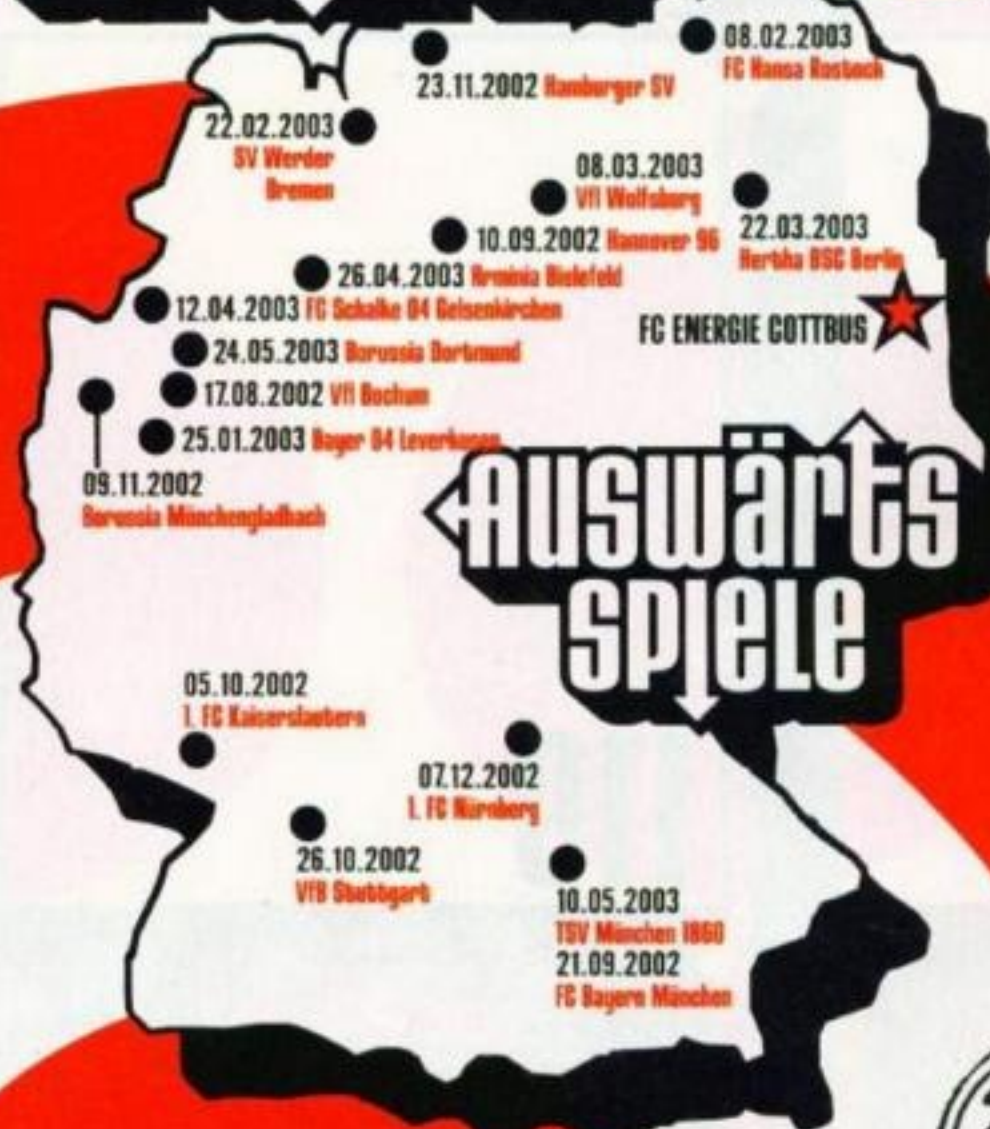 08.02.2003
FC Hansa Rostock
23.11.2002 Hamburger SV
22.02.2003
SV Werder
Bremen
08.03.2003
Vfl Wolfsburg
22.03.2003
Hertha BSC Berlin
10.09.2002 Hannover 96
26.04.2003 Arminia Bielefeld
12.04.2003 FC Schalke 04 Gelsenkirchen
FC ENERGIE COTTBUS
24.05.2003 Borussia Dortmund
17.08.2002 Vfl Bochum
25.01.2003 Bayer 04 Leverkusen
09.11.2002
Borussia Mönchengladbach
AUSWÄRTS
SPIELE
05.10.2002
1. FC Kaiserslautern
07.12.2002
1. FC Nürnberg
26.10.2002
VfB Stuttgart
10.05.2003
TSV München 1860
21.09.2002
FC Bayern München